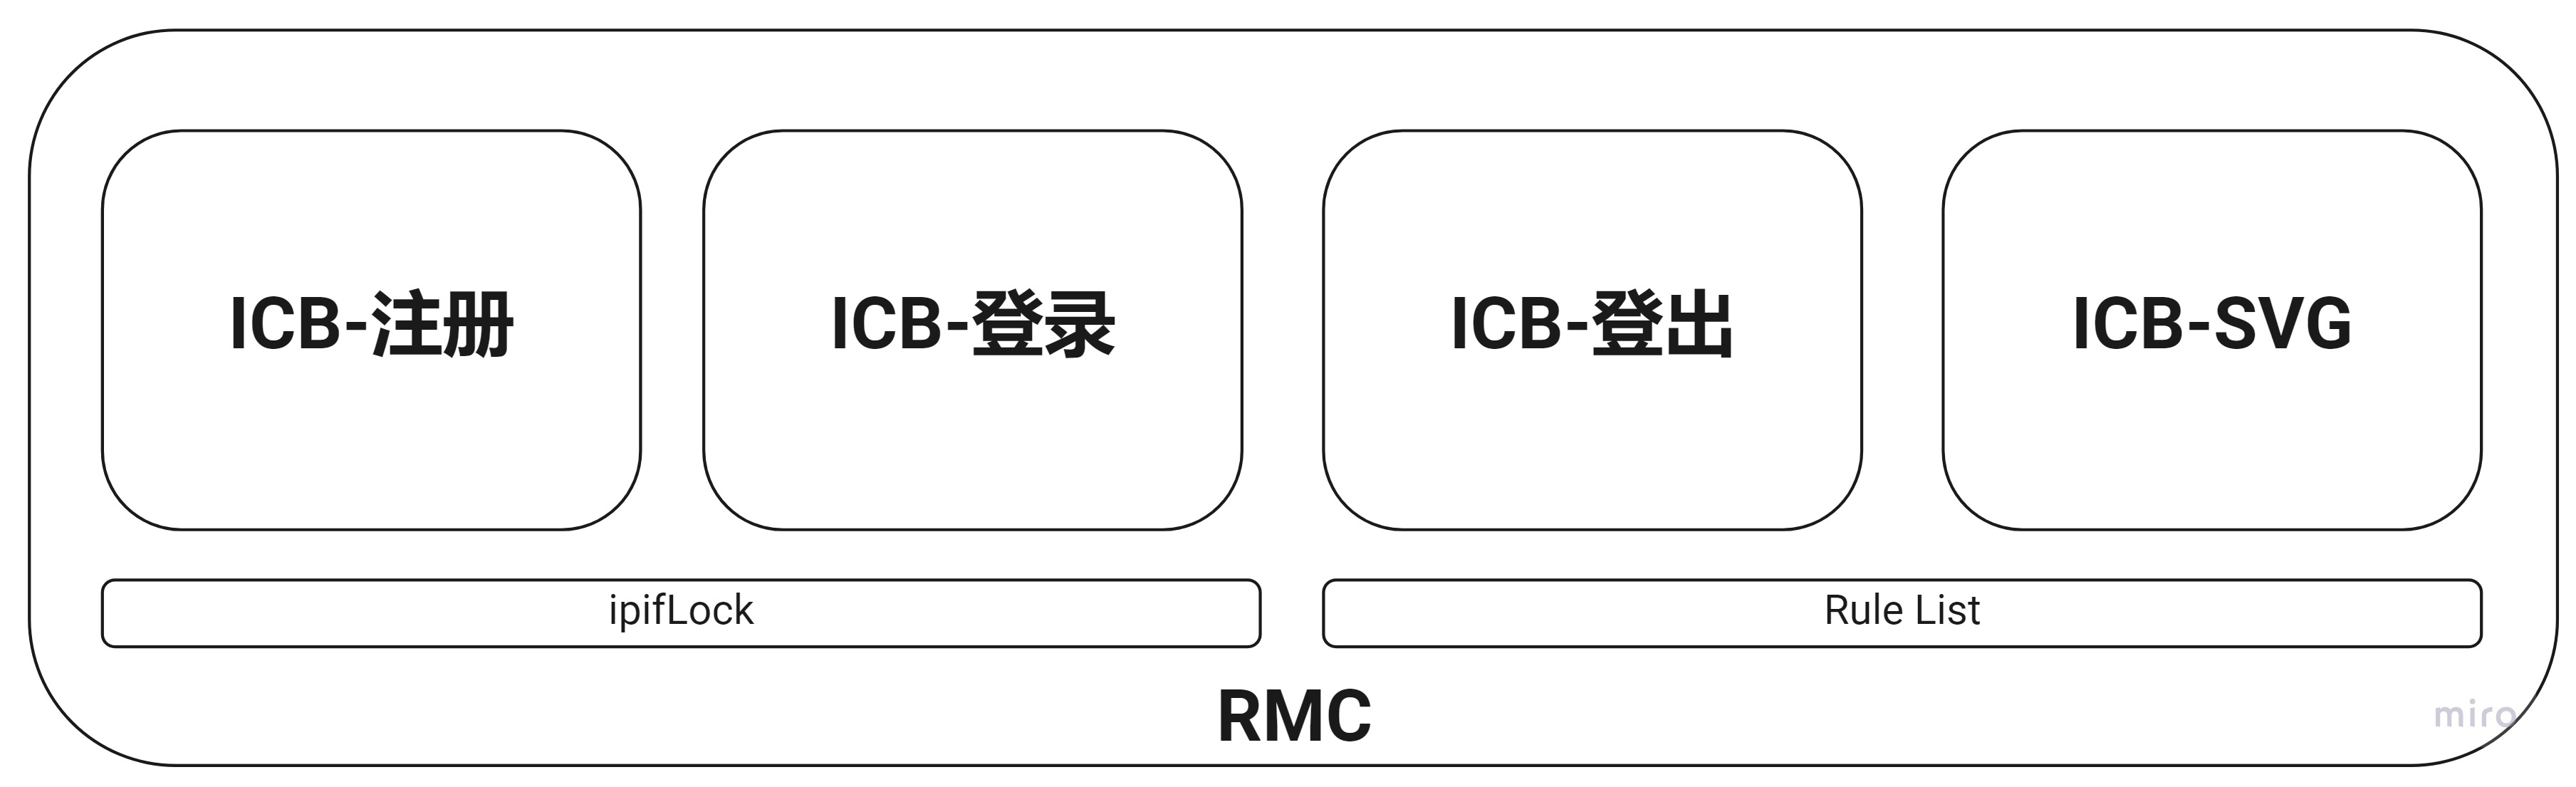 ICB-注册
ICB-登录
ICB-登出
ICB-SVG
ipifLock
Rule List
RMC
miro